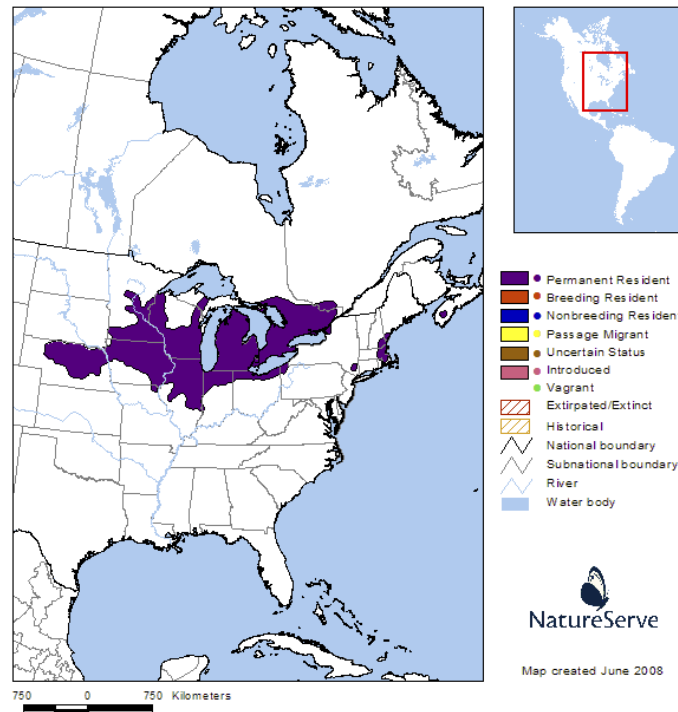 Permanent Resident
Breeding Resident
Nonbreeding Residen
Passage Migrant
Uncertain Status
Introduced
Vagrant
Extirpated/Extinct
Historical
National boundary
Subnational boundary
River
Water body
NatureServe
Map created June 2008
750 0 750 Kilometers